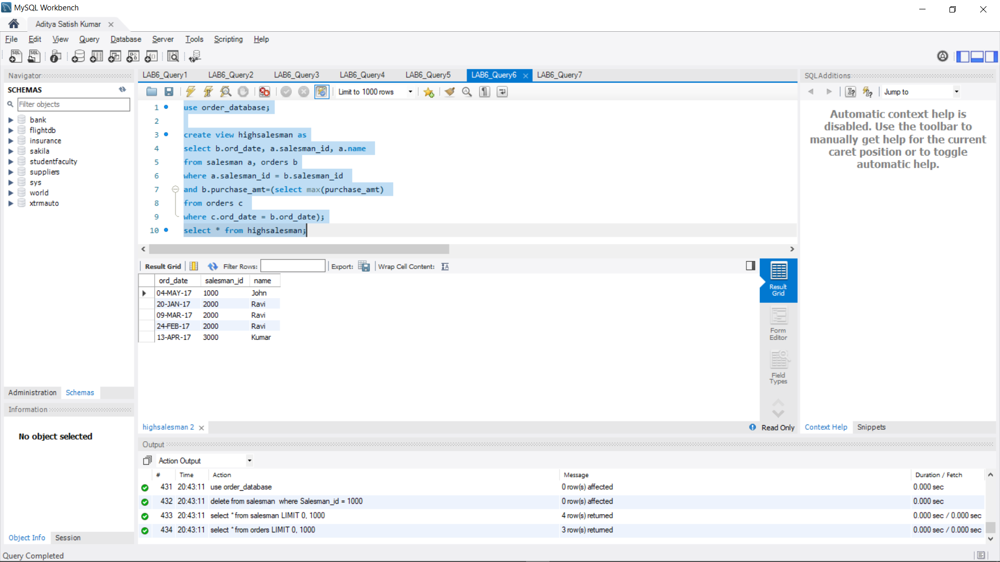 MySQL Workbench
Aditya Satish Kumar
File Edit View Query Database Server Tools Scripting Help
Navigator
SCHEMAS
Filter objects
bank
flightdb
insurance
sakila
studentfaculty
suppliers
sys
world
xtrmauto
Administration Schemas
Information
No object selected
Object Info Session
LAB6_Query1 LAB6_Query2 LAB6_Query3 LAB6_Query4 LAB6_Query5 LAB6_Query6 LAB6_Query7
Limit to 1000 rows
1 use order_database;
2
3 create view highsalesman as
4 select b.ord_date, a.salesman_id, a.name
5 from salesman a, orders b
6 where a.salesman_id = b.salesman_id
7 and b.purchase_amt=(select max(purchase_amt)
8 from orders c
9 where c.ord_date = b.ord_date);
10 select * from highsalesman;
Result Grid Filter Rows: Export: Wrap Cell Content:
ord_date salesman_id name
04-MAY-17 1000 John
20-JAN-17 2000 Ravi
09-MAR-17 2000 Ravi
24-FEB-17 2000 Ravi
13-APR-17 3000 Kumar
Result
Grid
Form
Editor
Field
Types
highsalesman 2
Read Only
SQLAdditions
Jump to
Automatic context help is
disabled. Use the toolbar to
manually get help for the current
caret position or to toggle
automatic help.
Context Help Snippets
Output
Action Output
# Time Action Message Duration / Fetch
431 20:43:11 use order_database 0 row(s) affected 0.000 sec
432 20:43:11 delete from salesman where Salesman_id = 1000 0 row(s) affected 0.000 sec
433 20:43:11 select * from salesman LIMIT 0, 1000 4 row(s) returned 0.000 sec / 0.000 sec
434 20:43:11 select * from orders LIMIT 0, 1000 3 row(s) returned 0.000 sec / 0.000 sec
Query Completed